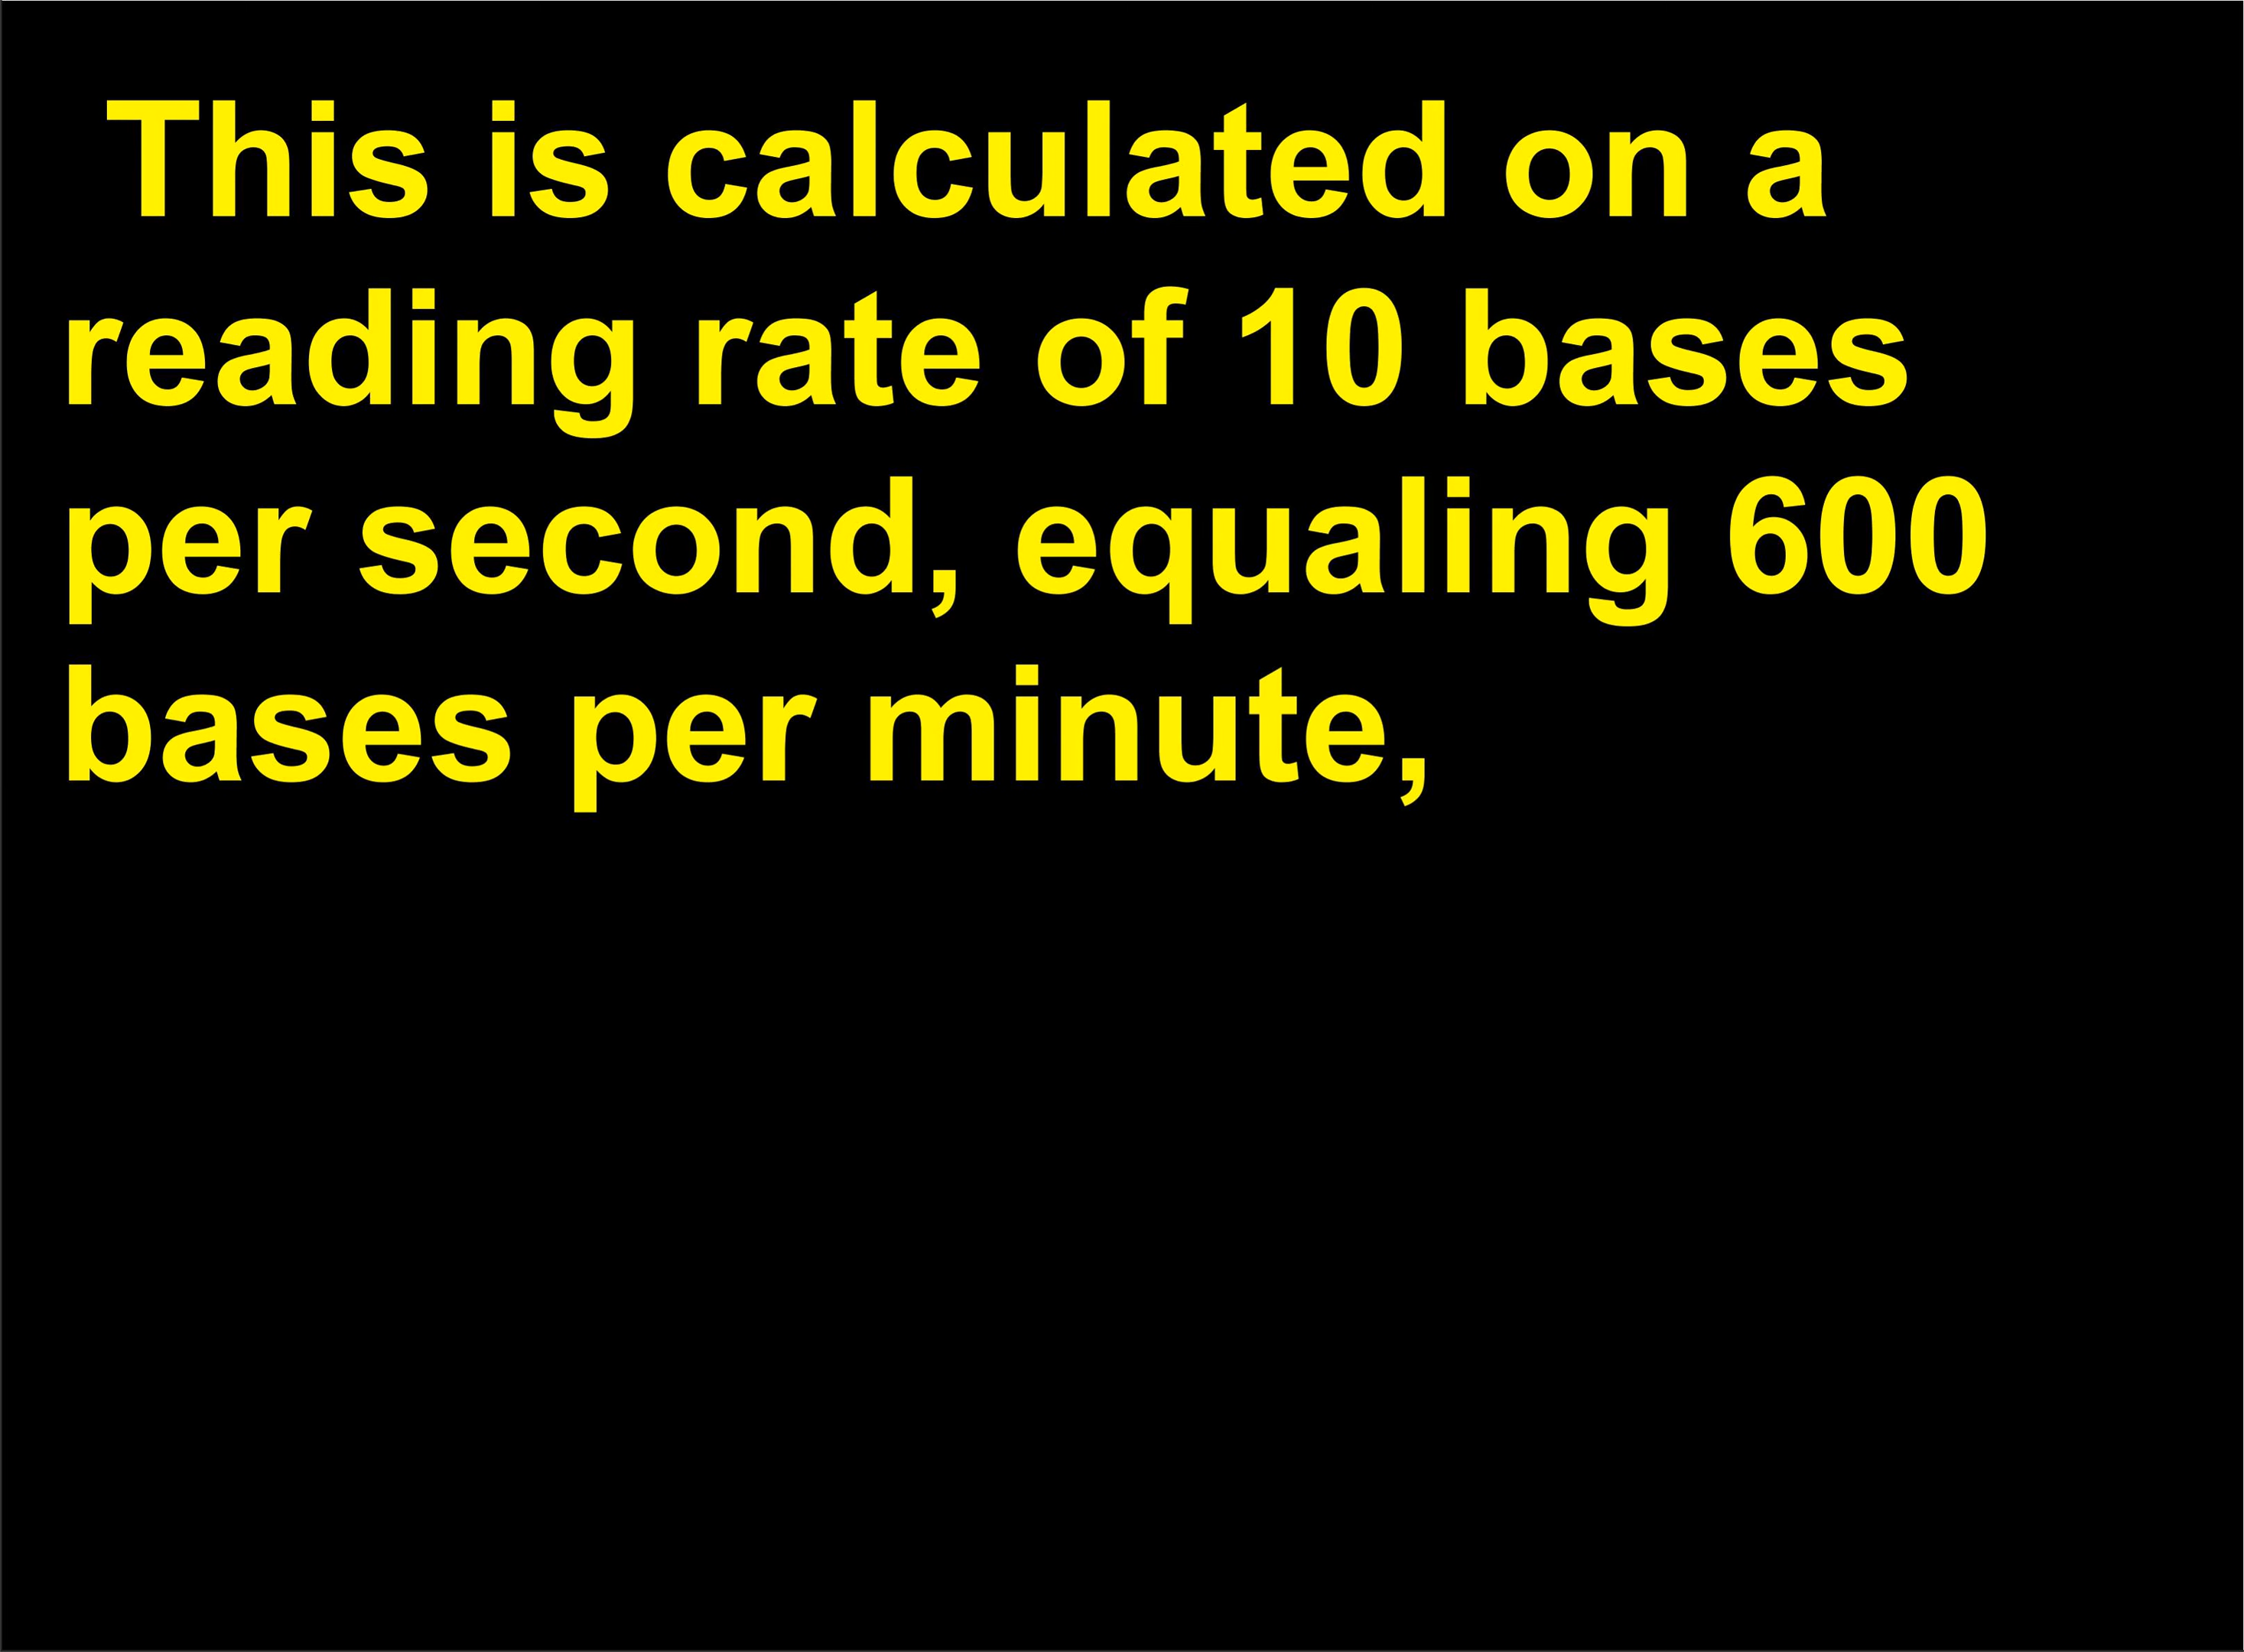 This is calculated on a
reading rate of 10 bases
per second, equaling 600
bases per minute,